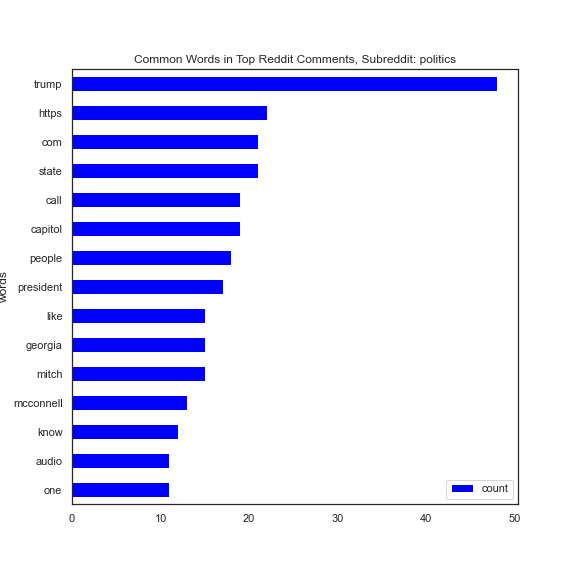 Common Words in Top Reddit Comments, Subreddit: politics
trump
https
com
state
call
capitol
people
president
like
georgia
mitch
mcconnell
know
audio
one
words
count
0 10 20 30 40 50